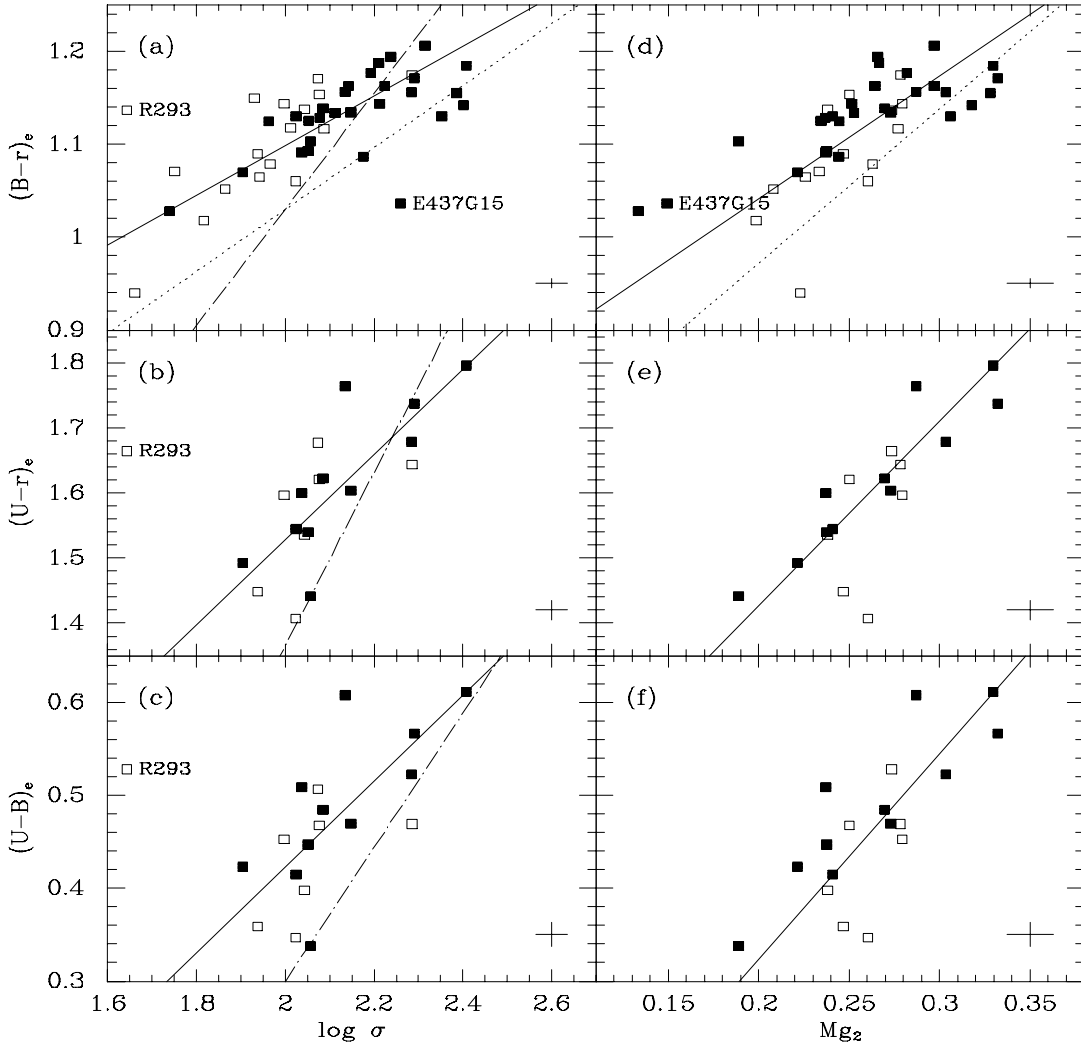 (a)
(d)
1.2
R293
(B−r)e
1.1
E437G15
E437G15
1
0.9
(b)
(e)
1.8
1.7
R293
(U−r)e
1.6
1.5
1.4
(c)
(f)
0.6
R293
(U−B)e
0.5
0.4
0.3
1.6 1.8 2 2.2 2.4 2.6
0.15 0.2 0.25 0.3 0.35
log σ
Mg2